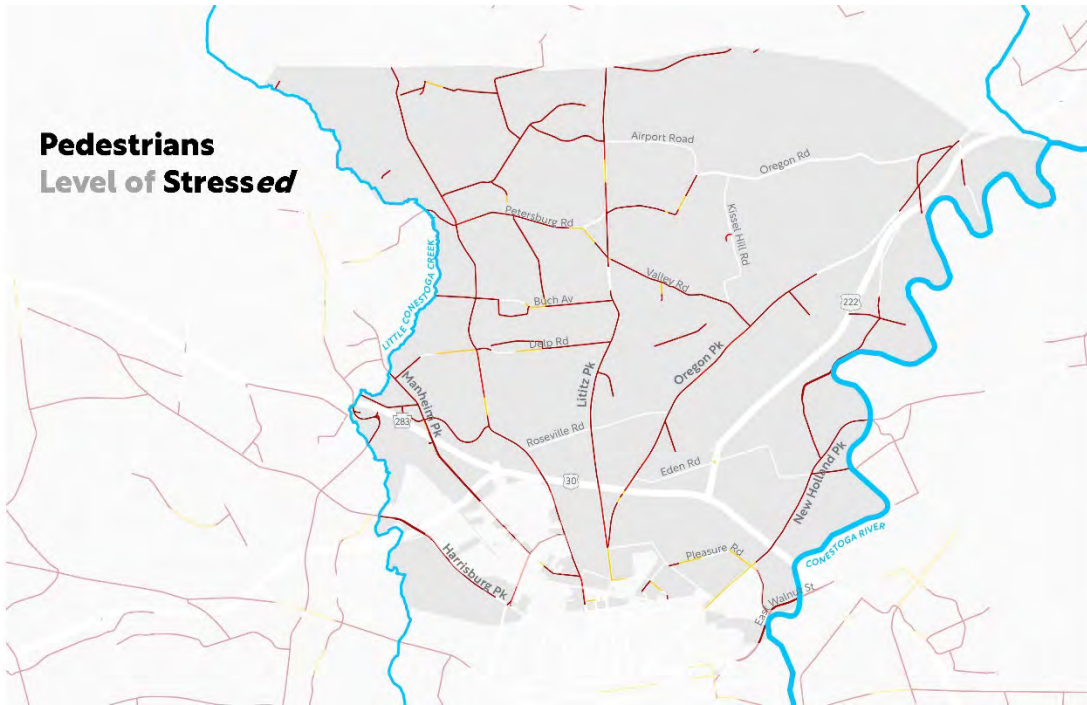 Pedestrians
Level of Stressed
Airport Road
Oregon Rd
Kissel Hill Rd
Petersburg Rd
Valley Rd
LITTLE CONESTOGA CREEK
Buch Av
222
Delp Rd
Manheim Pk
Lititz Pk
Oregon Pk
283
Roseville Rd
Eden Rd
30
New Holland Pk
Harrisburg Pk
Pleasure Rd
CONESTOGA RIVER
East Walnut St